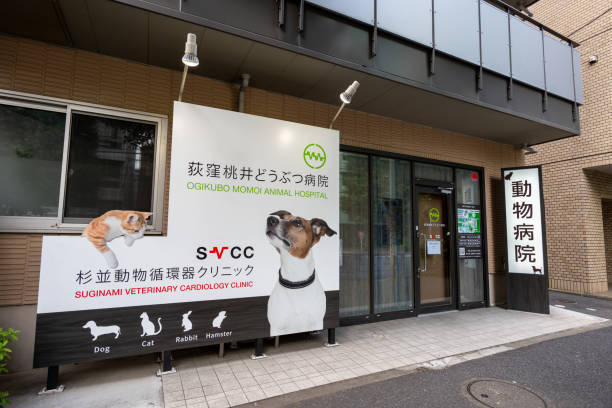 荻窪桃井どうぶつ病院
OGIKUBO MOMOI ANIMAL HOSPITAL
SVCC
杉並動物循環器クリニック
SUGINAMI VETERINARY CARDIOLOGY CLINIC
Dog
Cat
Rabbit
Hamster
動物病院